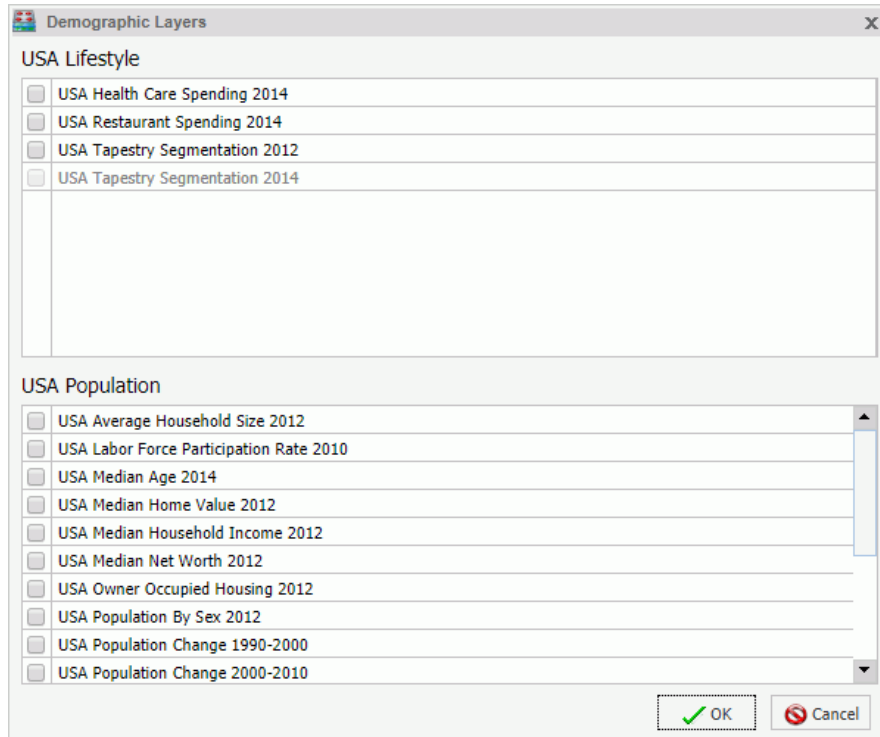 Demographic Layers
x
USA Lifestyle
USA Health Care Spending 2014
USA Restaurant Spending 2014
USA Tapestry Segmentation 2012
USA Tapestry Segmentation 2014
USA Population
USA Average Household Size 2012
USA Labor Force Participation Rate 2010
USA Median Age 2014
USA Median Home Value 2012
USA Median Household Income 2012
USA Median Net Worth 2012
USA Owner Occupied Housing 2012
USA Population By Sex 2012
USA Population Change 1990-2000
USA Population Change 2000-2010
OK Cancel